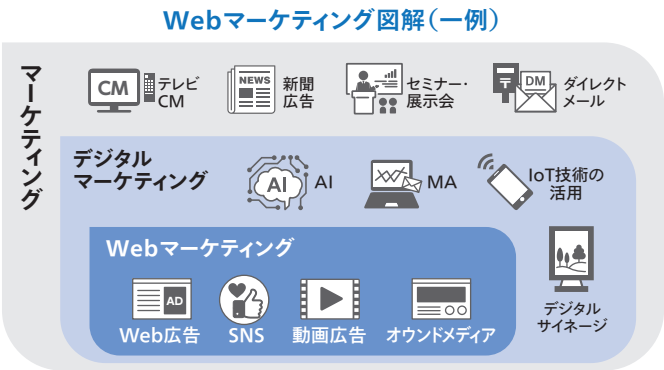 Webマーケティング図解（一例）
マーケティング
CM
テレビ
CM
NEWS
新聞
広告
セミナー・
展示会
〒
DM
ダイレクト
メール
デジタル
マーケティング
AI
AI
MA
IoT技術の
活用
Webマーケティング
AD
Web広告
SNS
動画広告
オウンドメディア
デジタル
サイネージ